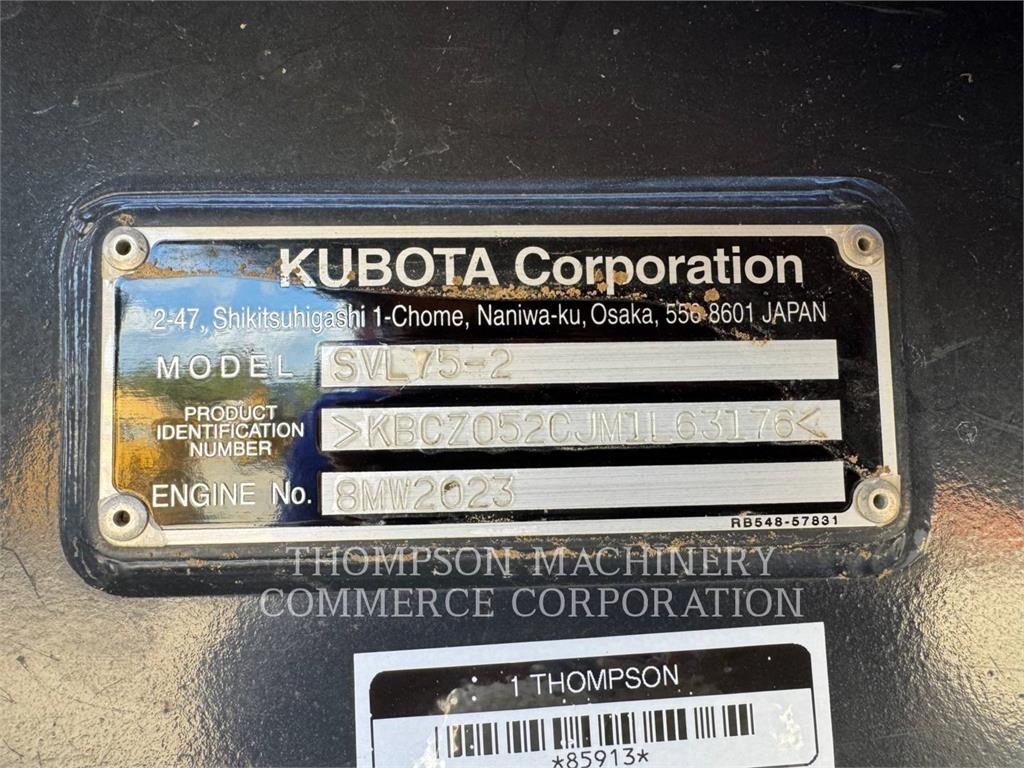 KUBOTA Corporation
2-47, Shikitsuhigashi 1-Chome, Naniwa-ku, Osaka, 556-8601 JAPAN
MODEL SVL75-2
PRODUCT
IDENTIFICATION
NUMBER
>KBCZ052CJM1L63176<
ENGINE No. 8MW2023
RB548-57831
THOMPSON MACHINERY
COMMERCE CORPORATION
1 THOMPSON
*85913*